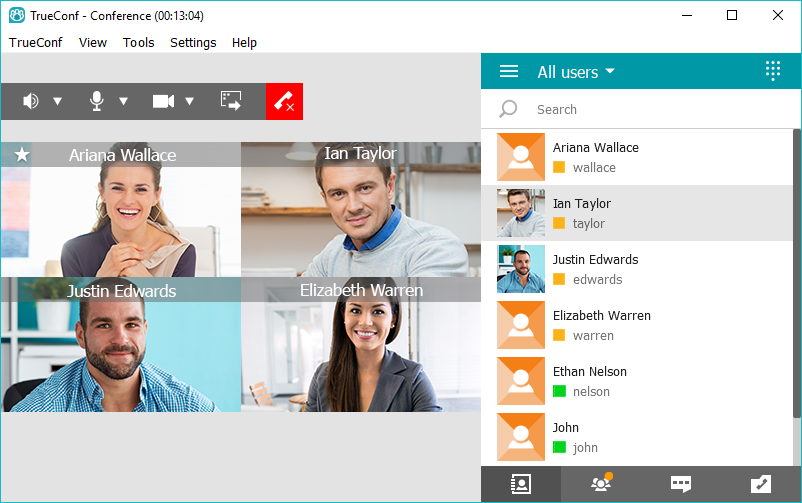 TrueConf - Conference (00:13:04)
TrueConf View Tools Settings Help
All users
Search
Ariana Wallace
Ian Taylor
Justin Edwards
Elizabeth Warren
Ariana Wallace
wallace
Ian Taylor
taylor
Justin Edwards
edwards
Elizabeth Warren
warren
Ethan Nelson
nelson
John
john